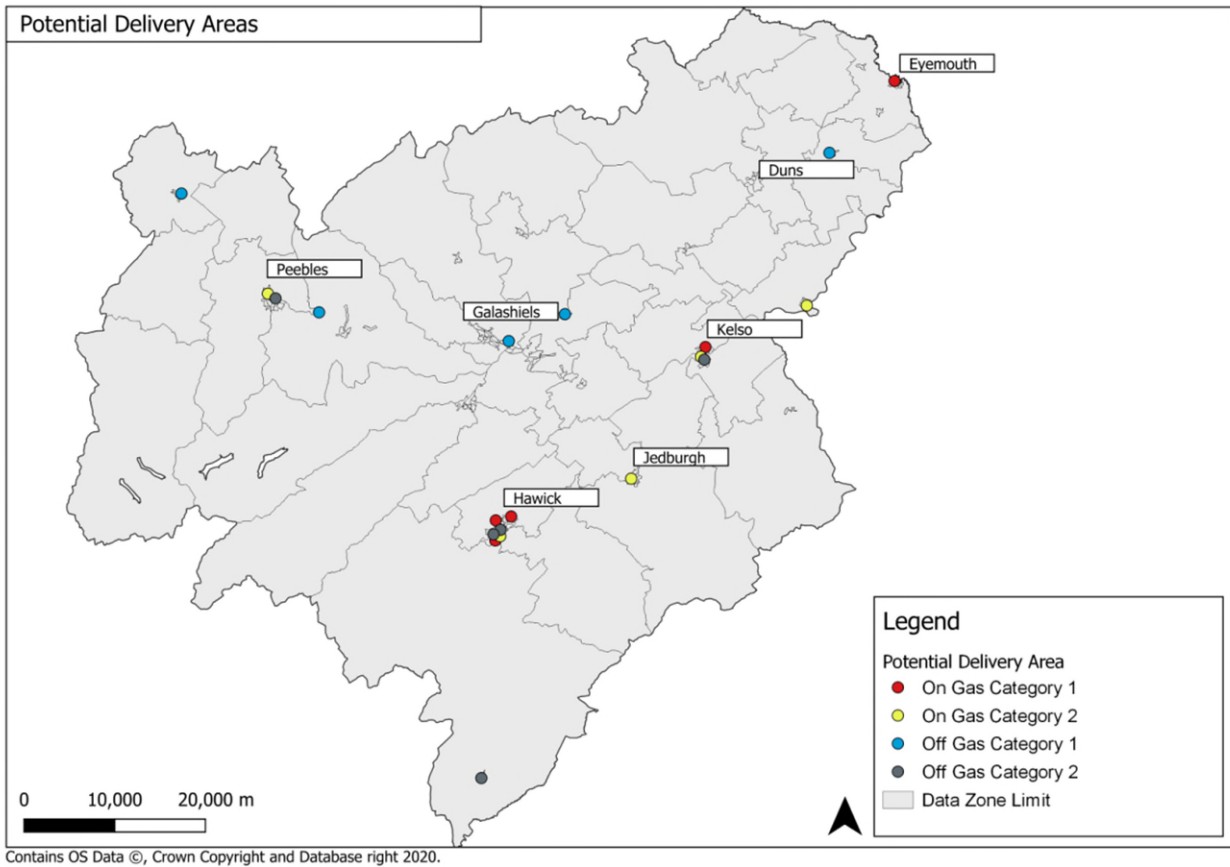 Potential Delivery Areas
Eyemouth
Duns
Peebles
Galashiels
Kelso
Jedburgh
Hawick
Legend
Potential Delivery Area
On Gas Category 1
On Gas Category 2
Off Gas Category 1
Off Gas Category 2
Data Zone Limit
0 10,000 20,000 m
Contains OS Data ©, Crown Copyright and Database right 2020.